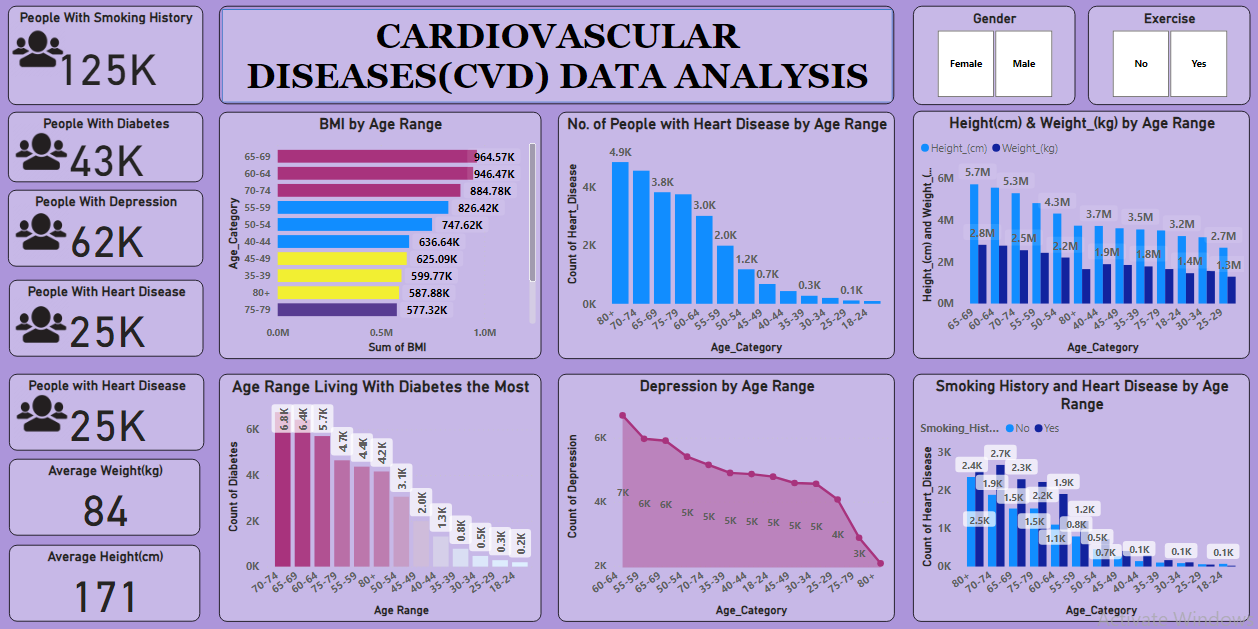 People With Smoking History
125K
CARDIOVASCULAR
DISEASES(CVD) DATA ANALYSIS
Gender
Female
Male
Exercise
No
Yes
People With Diabetes
43K
People With Depression
62K
People With Heart Disease
25K
People with Heart Disease
25K
Average Weight(kg)
84
Average Height(cm)
171
BMI by Age Range
Age_Category
65-69 964.57K
60-64 946.47K
70-74 884.78K
55-59 826.42K
50-54 747.62K
40-44 636.64K
45-49 625.09K
35-39 599.77K
80+ 587.88K
75-79 577.32K
0.0M 0.5M 1.0M
Sum of BMI
No. of People with Heart Disease by Age Range
Count of Heart_Disease
4K
2K
0K
4.9K
3.8K
3.0K
2.0K
1.2K
0.7K
0.3K
0.1K
80+ 70-74 65-69 75-79 60-64 55-59 50-54 45-49 40-44 35-39 30-34 25-29 18-24
Age_Category
Height(cm) & Weight_(kg) by Age Range
Height_(cm) Weight_(kg)
Height_(cm) and Weight_(...
6M
4M
2M
0M
5.7M
5.3M
4.3M
3.7M
3.5M
3.2M
2.7M
2.8M
2.5M
2.2M
1.9M
1.8M
1.4M
1.3M
65-69 60-64 70-74 55-59 50-54 80+ 40-44 45-49 35-39 75-79 18-24 30-34 25-29
Age_Category
Age Range Living With Diabetes the Most
Count of Diabetes
6K
4K
2K
0K
6.8K
6.4K
5.7K
4.7K
4.4K
4.2K
3.1K
2.0K
1.3K
0.8K
0.5K
0.3K
0.2K
70-74 65-69 60-64 75-79 55-59 80+ 50-54 45-49 40-44 35-39 30-34 25-29 18-24
Age Range
Depression by Age Range
Count of Depression
6K
4K
2K
7K
6K
6K
5K
5K
5K
5K
5K
5K
5K
4K
3K
60-64 55-59 65-69 50-54 70-74 35-39 40-44 18-24 45-49 30-34 25-29 75-79 80+
Age_Category
Smoking History and Heart Disease by Age
Range
Smoking_Hist... No Yes
Count of Heart_Disease
3K
2K
1K
0K
2.4K
2.5K
1.9K
2.7K
1.5K
2.3K
1.5K
2.2K
1.1K
1.9K
0.8K
1.2K
0.5K
0.7K
0.1K
0.1K
0.1K
80+ 70-74 65-69 75-79 60-64 55-59 50-54 45-49 40-44 35-39 30-34 25-29 18-24
Age_Category
Activate Windows